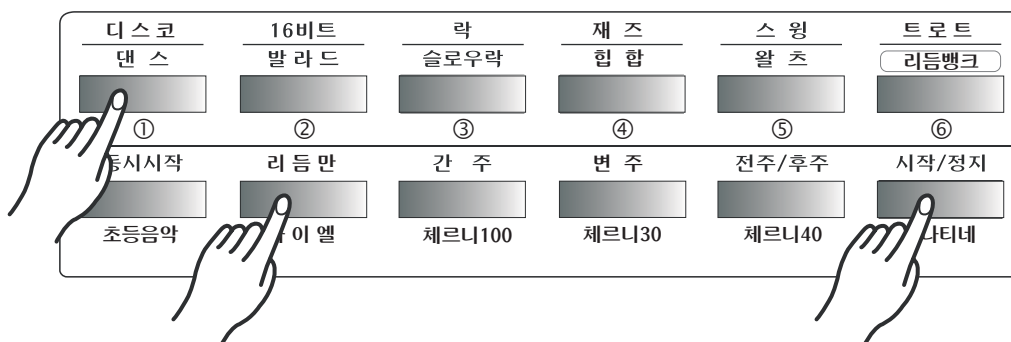 디스코 16비트 락 재즈 스윙 트로트
댄스 발라드 슬로우락 힙합 왈츠 리듬뱅크
① ② ③ ④ ⑤ ⑥
리듬만 간주 변주 전주/후주 시작/정지
초등음악 체르니100 체르니30 체르니40